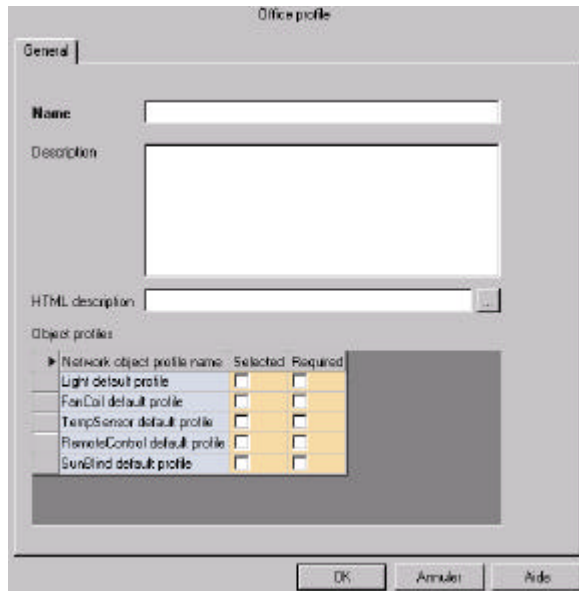 Office profile
General
Name
Description
HTML description ...
Object profiles
Network object profile name Selected Required
Light default profile
FanCoil default profile
TempSensor default profile
RemoteControl default profile
SunBlind default profile
OK Annuler Aide